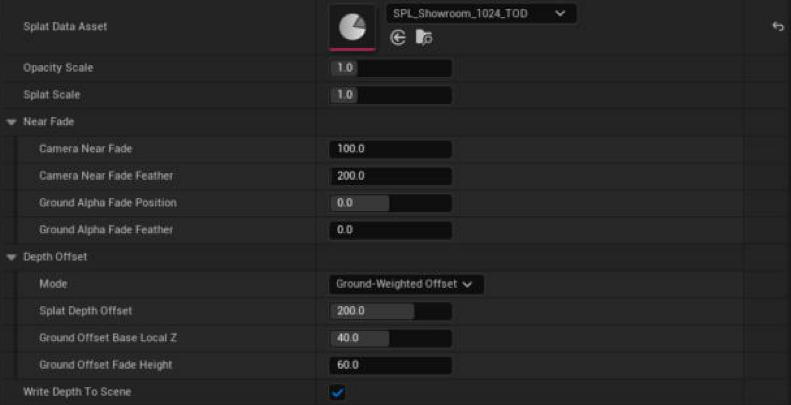 Splat Data Asset SPL_Showroom_1024_TOD
Opacity Scale 1.0
Splat Scale 1.0
Near Fade
Camera Near Fade 100.0
Camera Near Fade Feather 200.0
Ground Alpha Fade Position 0.0
Ground Alpha Fade Feather 0.0
Depth Offset
Mode Ground-Weighted Offset
Splat Depth Offset 200.0
Ground Offset Base Local Z 40.0
Ground Offset Fade Height 60.0
Write Depth To Scene